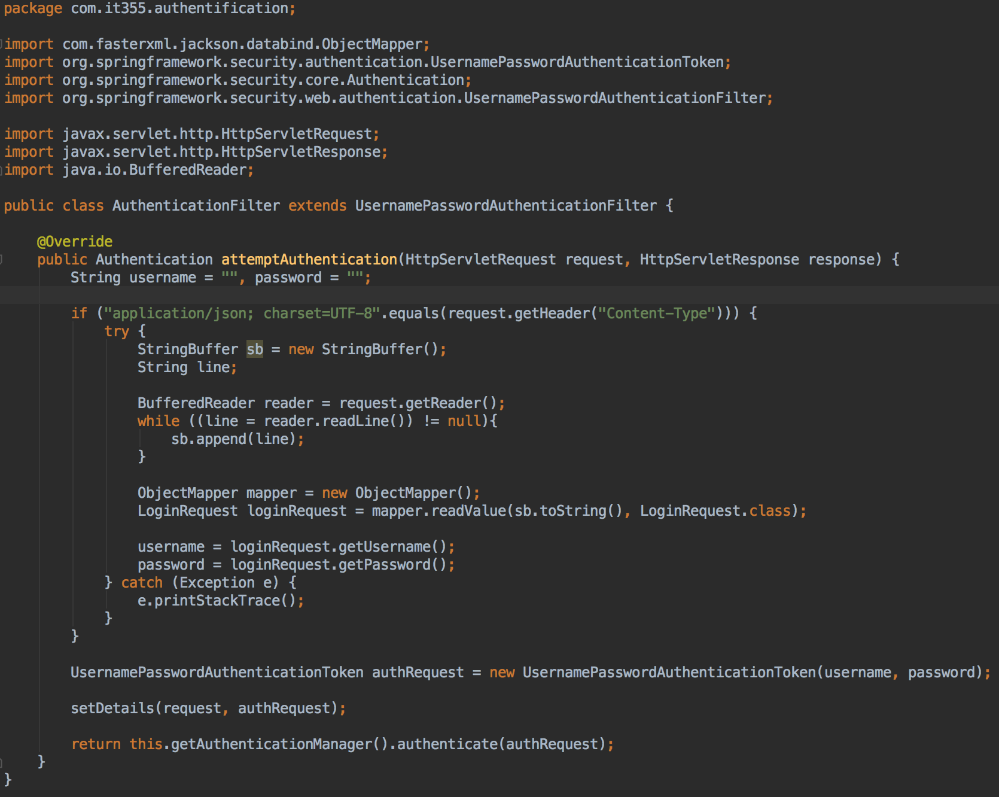 package com.it355.authentification;
import com.fasterxml.jackson.databind.ObjectMapper;
import org.springframework.security.authentication.UsernamePasswordAuthenticationToken;
import org.springframework.security.core.Authentication;
import org.springframework.security.web.authentication.UsernamePasswordAuthenticationFilter;
import javax.servlet.http.HttpServletRequest;
import javax.servlet.http.HttpServletResponse;
import java.io.BufferedReader;
public class AuthenticationFilter extends UsernamePasswordAuthenticationFilter {
    @Override
    public Authentication attemptAuthentication(HttpServletRequest request, HttpServletResponse response) {
        String username = "", password = "";
        if ("application/json; charset=UTF-8".equals(request.getHeader("Content-Type"))) {
            try {
                StringBuffer sb = new StringBuffer();
                String line;
                BufferedReader reader = request.getReader();
                while ((line = reader.readLine()) != null){
                    sb.append(line);
                }
                ObjectMapper mapper = new ObjectMapper();
                LoginRequest loginRequest = mapper.readValue(sb.toString(), LoginRequest.class);
                username = loginRequest.getUsername();
                password = loginRequest.getPassword();
            } catch (Exception e) {
                e.printStackTrace();
            }
        }
        UsernamePasswordAuthenticationToken authRequest = new UsernamePasswordAuthenticationToken(username, password);
        setDetails(request, authRequest);
        return this.getAuthenticationManager().authenticate(authRequest);
    }
}